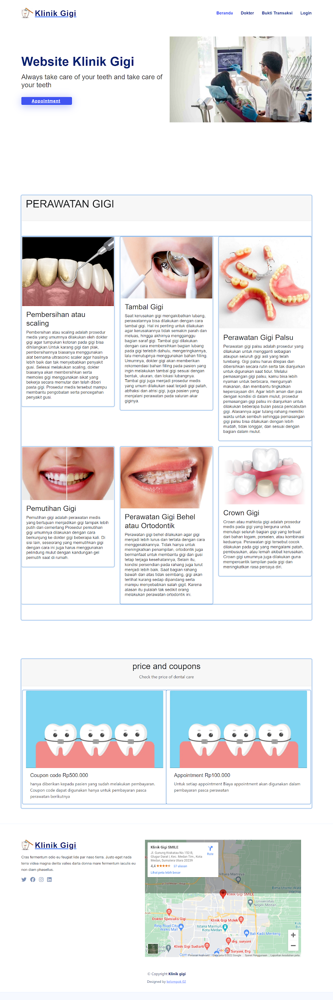 Klinik Gigi
Beranda Dokter Bukti Transaksi Login
Website Klinik Gigi
Always take care of your teeth and take care of
your teeth
Appointment
PERAWATAN GIGI
Pembersihan atau
scaling
Pembersihan atau scaling adalah prosedur
medis yang umumnya dilakukan oleh dokter
gigi agar tumpukan kotoran pada gigi bisa
dihilangkan.Untuk karang gigi dan plak,
pembersihannya biasanya menggunakan
alat bernama ultrasonic scaler agar hasilnya
lebih baik dan tak menyebabkan penyakit
gusi. Selesai melakukan scaling, dokter
biasanya akan membersihkan serta
memoles gigi menggunakan sikat yang
bekerja secara memutar dan telah diberi
pasta gigi. Prosedur medis tersebut mampu
membantu pengobatan serta pencegahan
penyakit gusi.
Tambal Gigi
Saat kerusakan gigi mengakibatkan lubang,
perawatannya bisa dilakukan dengan cara
tambal gigi. Hal ini penting untuk dilakukan
agar kerusakannya tidak semakin parah dan
meluas, hingga akhirnya mengganggu
bagian saraf gigi. Tambal gigi dilakukan
dengan cara membersihkan bagian lubang
pada gigi terlebih dahulu, mengeringkannya,
lalu menutupnya menggunakan bahan filling.
Umumnya, dokter gigi akan memberikan
rekomendasi bahan filling pada pasien yang
ingin melakukan tambal gigi sesuai dengan
bentuk, ukuran, dan lokasi lubangnya.
Tambal gigi juga menjadi prosedur medis
yang umum dilakukan saat terjadi gigi patah,
abfraksi dan atrisi gigi, juga pasien yang
menjalani perawatan pada saluran akar
giginya.
Perawatan Gigi Palsu
Perawatan gigi palsu adalah prosedur yang
dilakukan untuk mengganti sebagian
ataupun seluruh gigi asli yang telah
tumbang. Gigi palsu harus dilepas dan
dibersihkan secara rutin serta tak dianjurkan
untuk digunakan saat tidur. Melalui
pemasangan gigi palsu, kamu bisa lebih
nyaman untuk berbicara, mengunyah
makanan, dan membantu tingkatkan
kepercayaan diri. Agar lebih aman dan pas
dengan kondisi di dalam mulut, prosedur
pemasangan gigi palsu ini dianjurkan untuk
dilakukan beberapa bulan pasca pencabutan
gigi. Alasannya agar tulang rahang memiliki
waktu untuk sembuh sehingga pemasangan
gigi palsu bisa dilakukan dengan lebih
mudah, tidak longgar, dan sesuai dengan
bagian dalam mulut.
Pemutihan Gigi
Pemutihan gigi adalah perawatan medis
yang bertujuan menjadikan gigi tampak lebih
putih dan cemerlang Prosedur pemutihan
gigi umumnya dilakukan dengan cara
berkunjung ke dokter gigi beberapa kali. Di
sisi lain, seseorang yang memutihkan gigi
dengan cara ini juga harus menggunakan
pelindung mulut dengan kandungan gel
pemutih saat di rumah.
Perawatan Gigi Behel
atau Ortodontik
Perawatan gigi behel dilakukan agar gigi
menjadi lebih lurus dan tertata dengan cara
menggerakkannya. Tidak hanya untuk
meningkatkan penampilan, ortodontik juga
bermanfaat untuk membantu gigi dan gusi
tetap terjaga kesehatannya, Selain itu,
kondisi persendian pada rahang juga turut
menjadi lebih baik. Saat bagian rahang
bawah dan atas tidak seimbang, gigi akan
terlihat kurang sedap dipandang serta
mampu menyebabkan salah gigit. Karena
alasan itu pulalah tak sedikit orang
melakukan perawatan ortodontik ini.
Crown Gigi
Crown atau mahkota gigi adalah prosedur
medis pada gigi yang berguna untuk
menutupi seluruh bagian gigi yang terbuat
dari bahan logam, porselen, atau kombinasi
keduanya. Perawatan gigi tersebut cocok
dilakukan pada gigi yang mengalami patah,
pembusukan, atau lemah akibat kerusakan.
Crown gigi umumnya juga dilakukan guna
mempercantik tampilan pada gigi dan
meningkatkan rasa percaya diri.
price and coupons
Check the price of dental care
Coupon code Rp500.000
hanya diberikan kepada pasien yang sudah melakukan pembayaran.
Coupon code dapat digunakan hanya untuk pembayaran pasca
perawatan berikutnya
Appointment Rp100.000
Untuk setiap appointment Biaya appointment akan digunakan dalam
pembayaran pasca perawatan
Klinik Gigi
Cras fermentum odio eu feugiat lide par naso tierra. Justo eget nada
terra videa magna derita valies darta donna mare fermentum iaculis eu
non diam phasellus.
Klinik Gigi SMILE
Jl. Gunung Krakatau No.152-B,
Glugur Darat I, Kec. Medan Tim., Kota
Medan, Sumatera Utara 20239
4,4 37 ulasan
Lihat peta lebih besar
Rute
Vihara Maitreya
Jl. Tol Medan - Binjai
Bima Utomo Wate
Internas
Klinik Gigi SMILE
Universitas
Negeri Medan
Aceh
Dokter Spesialis Gigi
Klinik Gigi Molek
Ring Road City
Walks Mall
Istana Maimun,
Kota Medan
Kola
Bin
Bali Kado Menteng
drg. suryani
Klinik Gigi Sudiarti
Suryani, Drg
Google
Pintasan keyboard Data peta ©2022 Google Syarat Penggunaan Laporkan kesalahan peta
© Copyright Klinik gigi
Designed by kelompok 02